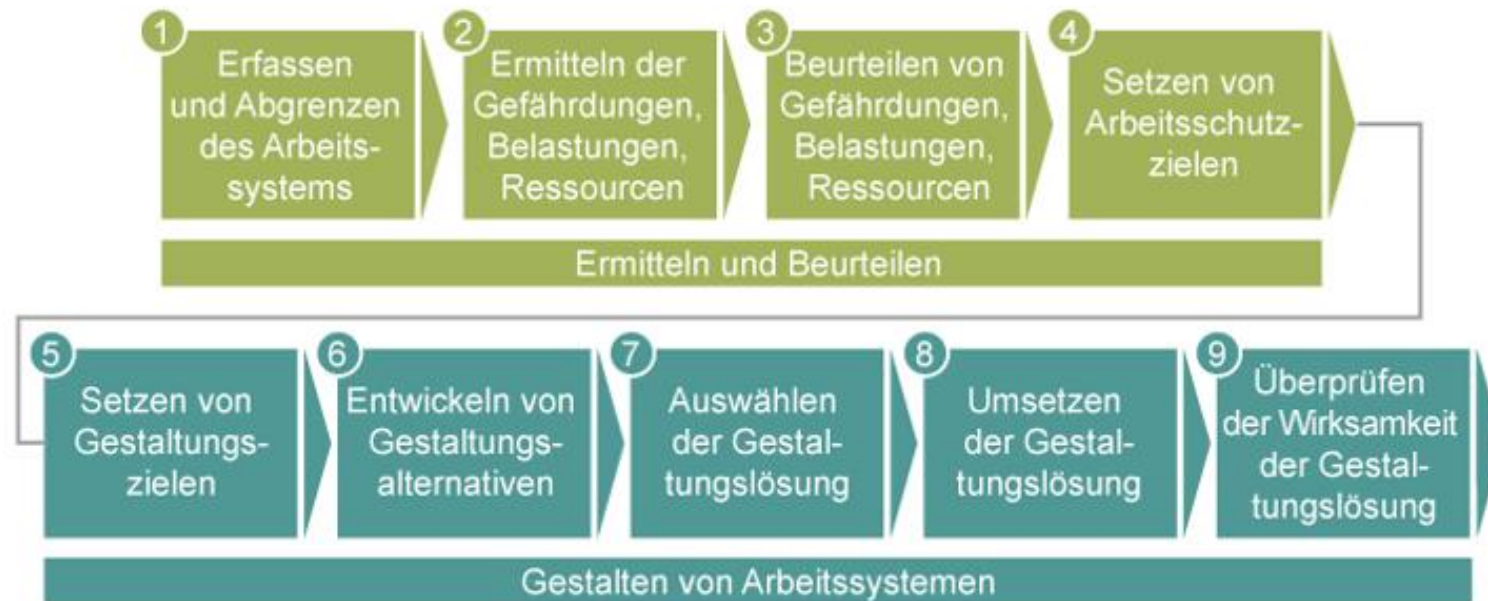 1
Erfassen
und Abgrenzen
des Arbeits-
systems
2
Ermitteln der
Gefährdungen,
Belastungen,
Ressourcen
3
Beurteilen von
Gefährdungen,
Belastungen,
Ressourcen
4
Setzen von
Arbeitsschutz-
zielen
Ermitteln und Beurteilen
5
Setzen von
Gestaltungs-
zielen
6
Entwickeln von
Gestaltungs-
alternativen
7
Auswählen
der Gestal-
tungslösung
8
Umsetzen
der Gestal-
tungslösung
9
Überprüfen
der Wirksamkeit
der Gestal-
tungslösung
Gestalten von Arbeitssystemen